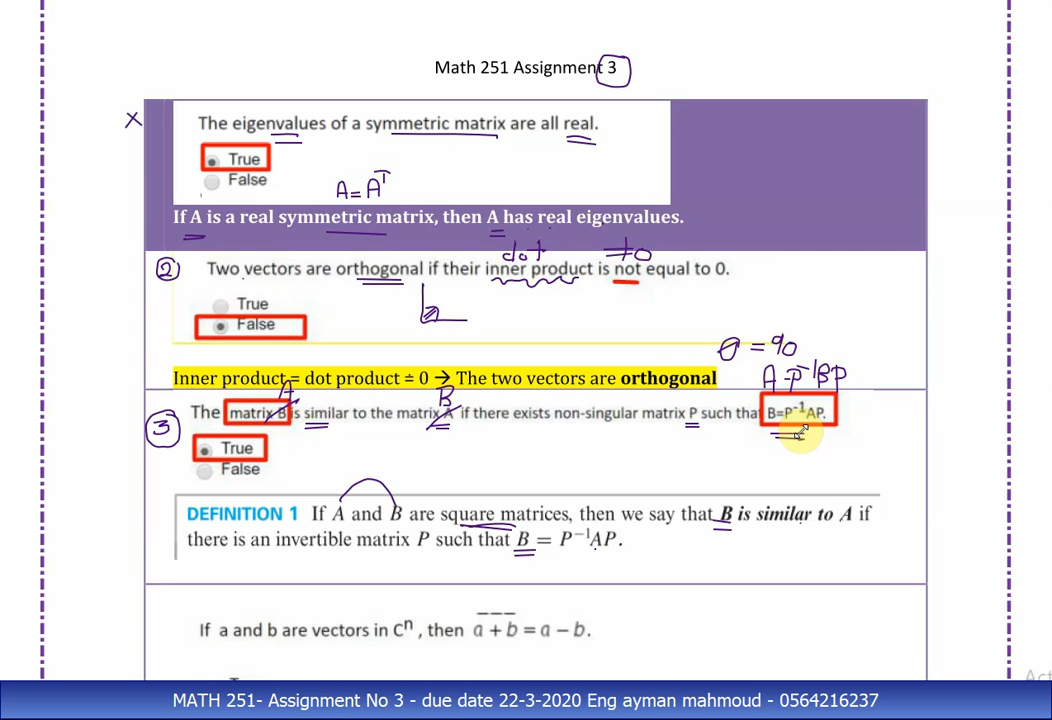 Math 251 Assignment 3
X
The eigenvalues of a symmetric matrix are all real.
True
False
A = Aᵀ
If A is a real symmetric matrix, then A has real eigenvalues.
dot ≠0
② Two vectors are orthogonal if their inner product is not equal to 0.
True
False
θ = 90
Inner product = dot product = 0 → The two vectors are orthogonal
A B A = P⁻¹BP
③ The matrix B is similar to the matrix A if there exists non-singular matrix P such that B=P⁻¹AP.
True
False
DEFINITION 1 If A and B are square matrices, then we say that B is similar to A if
there is an invertible matrix P such that B = P⁻¹AP.
If a and b are vectors in Cⁿ, then a + b = a − b.
MATH 251- Assignment No 3 - due date 22-3-2020 Eng ayman mahmoud - 0564216237